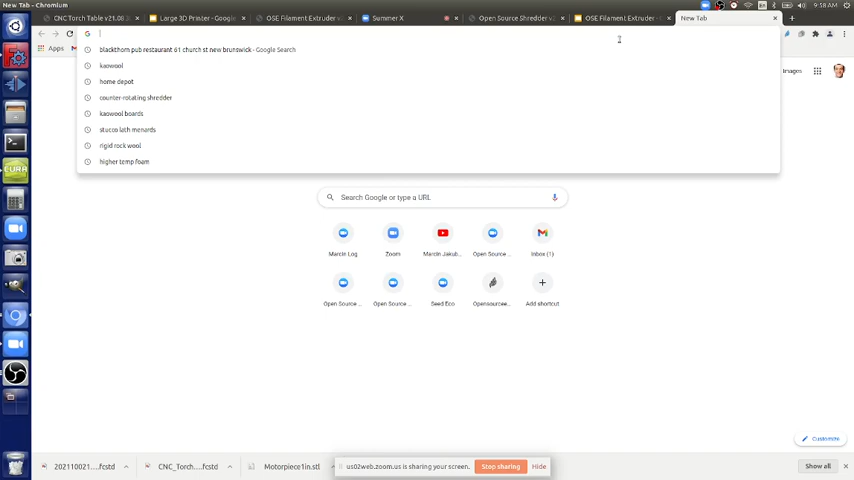 New Tab - Chromium
9:58 AM
CNC Torch Table v21.08
Large 3D Printer - Google
OSE Filament Extruder v
Summer X
Open Source Shredder v
OSE Filament Extruder -
New Tab
Apps
blackthorn pub restaurant 61 church st new brunswick - Google Search
kaowool
home depot
counter-rotating shredder
kaowool boards
stucco lath menards
rigid rock wool
higher temp foam
Images
CURA
Search Google or type a URL
Marcin Log
Zoom
Marcin Jakub...
Open Source ...
Inbox (1)
Open Source ...
Open Source ...
Seed Eco
Opensourcee...
Add shortcut
Customize
202110021....fcstd
CNC_Torch....fcstd
Motorpiece1in.stl
us02web.zoom.us is sharing your screen.
Stop sharing
Hide
Show all